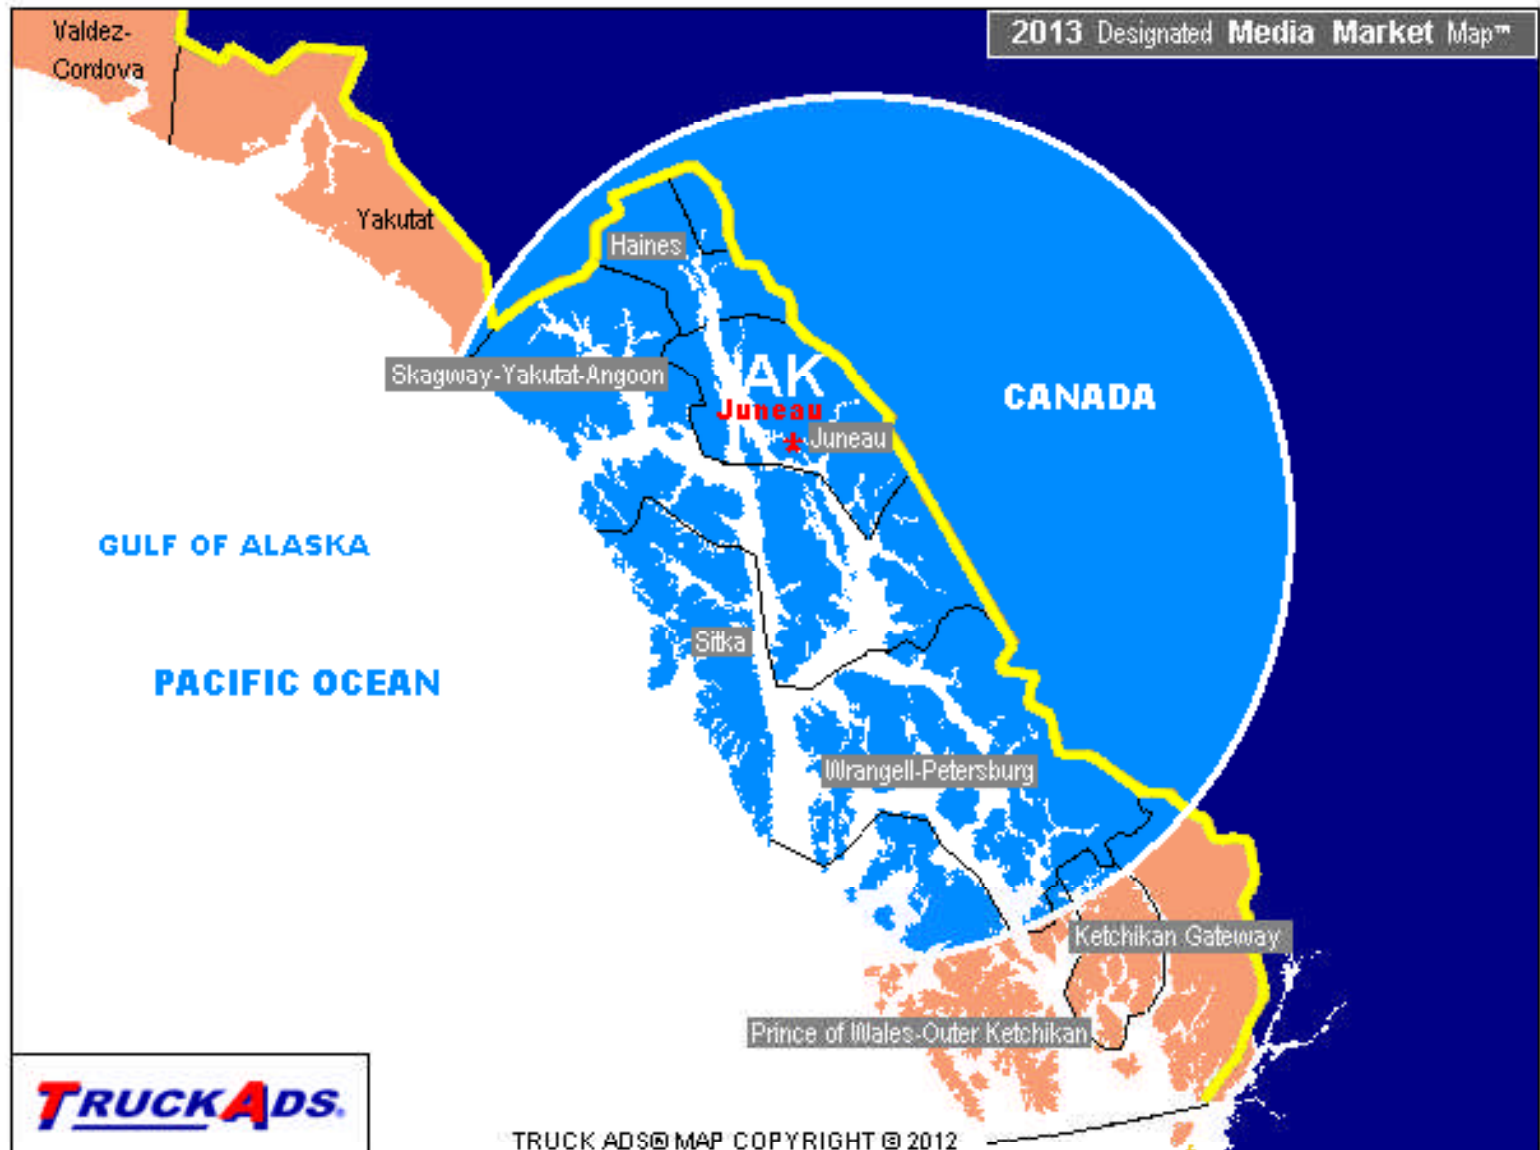 Valdez-
Cordova
2013 Designated Media Market Map™
Yakutat
Haines
Skagway-Yakutat-Angoon
AK
Juneau
Juneau
CANADA
GULF OF ALASKA
PACIFIC OCEAN
Sitka
Wrangell-Petersburg
Ketchikan Gateway
Prince of Wales-Outer Ketchikan
TRUCKADS.
TRUCK ADS® MAP COPYRIGHT © 2012